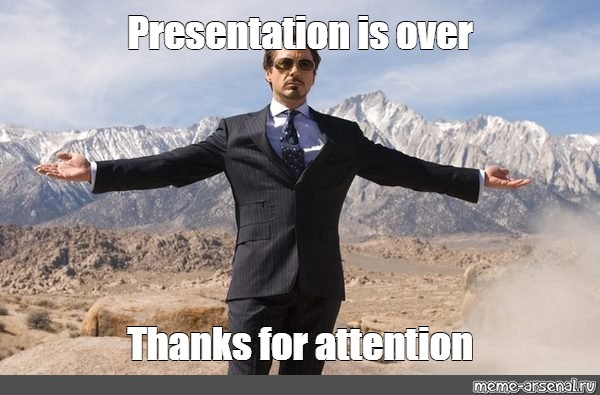 Presentation is over
Thanks for attention
meme-arsenal.ru